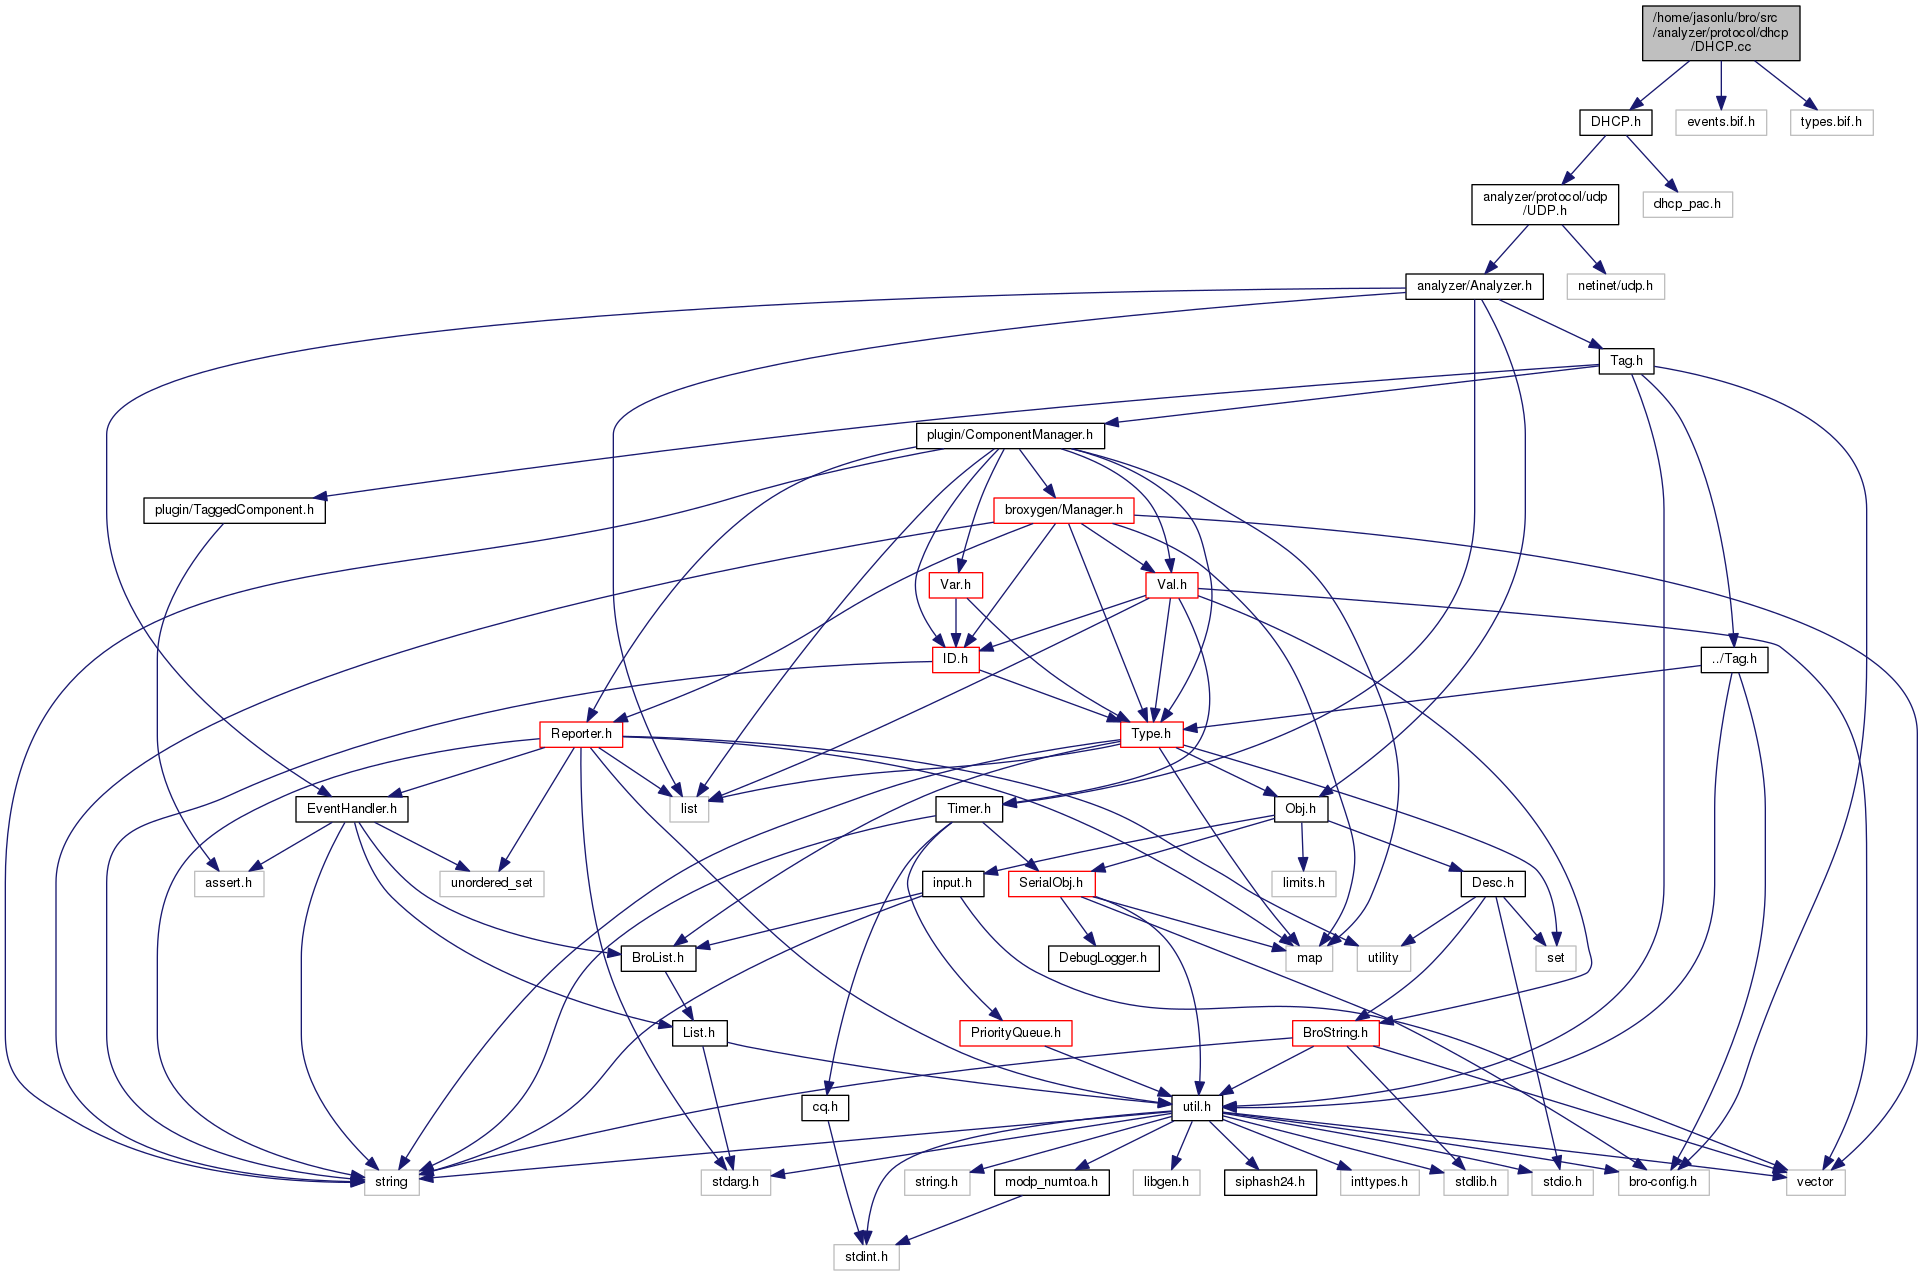 /home/jasonlu/bro/src
/analyzer/protocol/dhcp
/DHCP.cc
DHCP.h
events.bif.h
types.bif.h
analyzer/protocol/udp
/UDP.h
dhcp_pac.h
analyzer/Analyzer.h
netinet/udp.h
Tag.h
plugin/ComponentManager.h
plugin/TaggedComponent.h
broxygen/Manager.h
Var.h
Val.h
ID.h
../Tag.h
Reporter.h
Type.h
EventHandler.h
list
Timer.h
Obj.h
assert.h
unordered_set
input.h
SerialObj.h
limits.h
Desc.h
BroList.h
DebugLogger.h
map
utility
set
List.h
PriorityQueue.h
BroString.h
cq.h
util.h
string
stdarg.h
string.h
modp_numtoa.h
libgen.h
siphash24.h
inttypes.h
stdlib.h
stdio.h
bro-config.h
vector
stdint.h